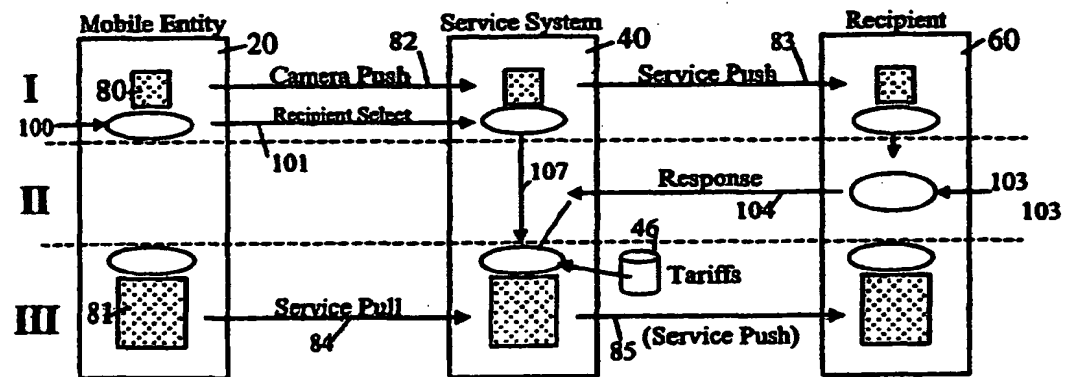 Mobile Entity
Service System
Recipient
20
82
40
83
60
I
80
Camera Push
Service Push
100
Recipient Select
101
107
II
Response
104
103
103
46
Tariffs
III
81
Service Pull
84
85
(Service Push)